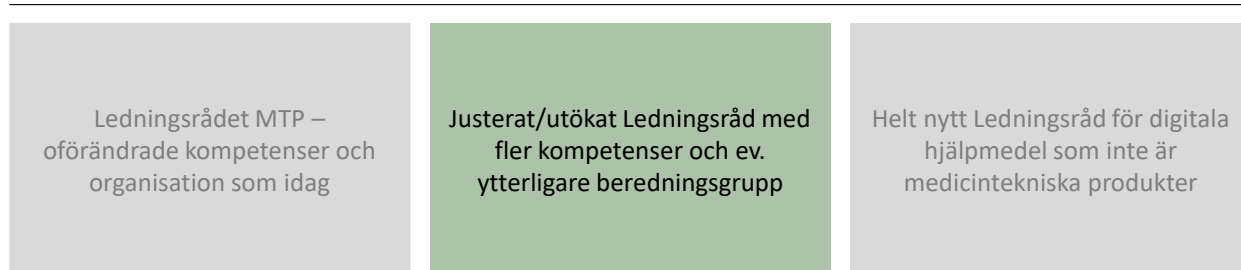 Ledningsrådet MTP –
oförändrade kompetenser och
organisation som idag
Justerat/utökat Ledningsråd med
fler kompetenser och ev.
ytterligare beredningsgrupp
Helt nytt Ledningsråd för digitala
hjälpmedel som inte är
medicintekniska produkter